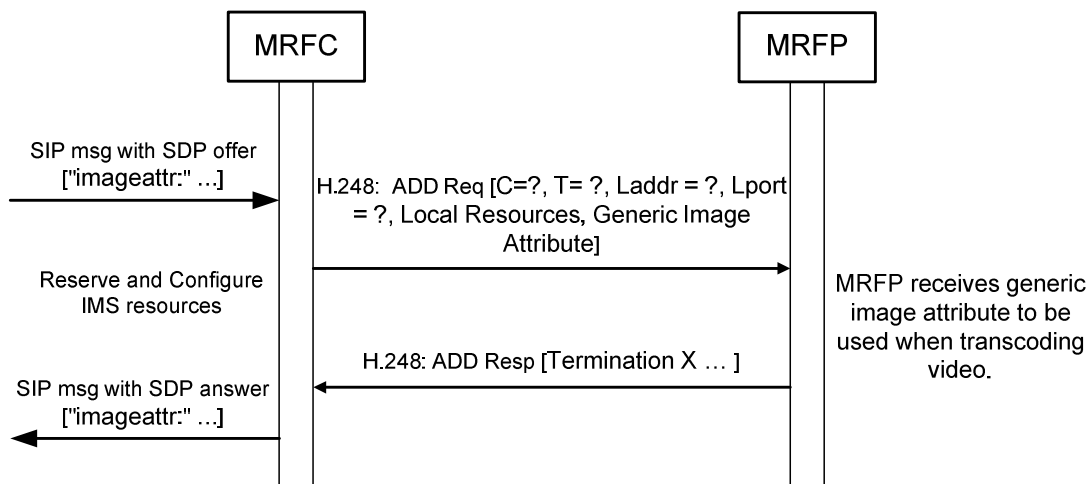 MRFC
MRFP
SIP msg with SDP offer
["imageattr:" ...]
H.248:  ADD Req [C=?, T= ?, Laddr = ?, Lport
= ?, Local Resources, Generic Image
Attribute]
Reserve and Configure
IMS resources
MRFP receives generic
image attribute to be
used when transcoding
video.
H.248: ADD Resp [Termination X ... ]
SIP msg with SDP answer
["imageattr:" ...]